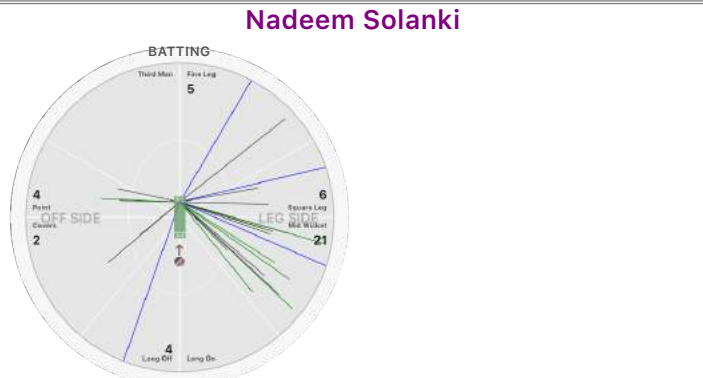 Nadeem Solanki
BATTING
Third Man Fine Leg
5
4 6
Point Square Leg
OFF SIDE LEG SIDE
Covers Mid Wicket
2 21
4
Long Off Long On